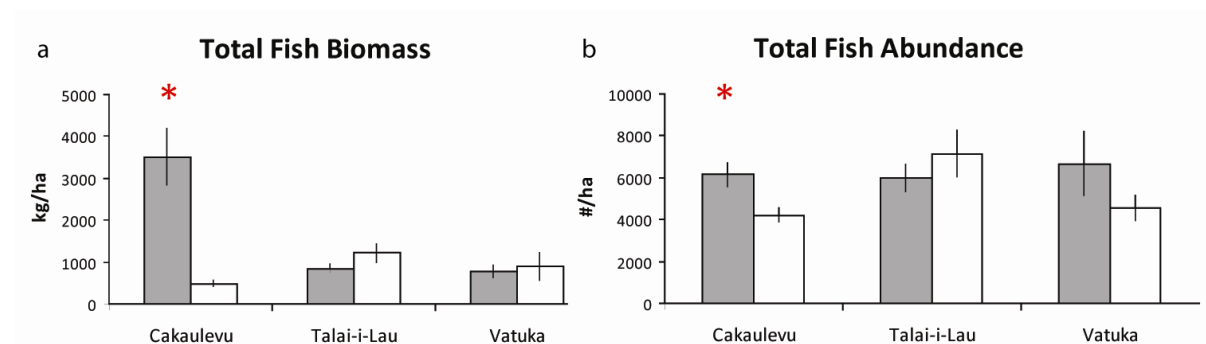 a
Total Fish Biomass
*
5000
4000
3000
2000
1000
0
kg/ha
Cakaulevu
Talai-i-Lau
Vatuka
b
Total Fish Abundance
*
10000
8000
6000
4000
2000
0
#/ha
Cakaulevu
Talai-i-Lau
Vatuka